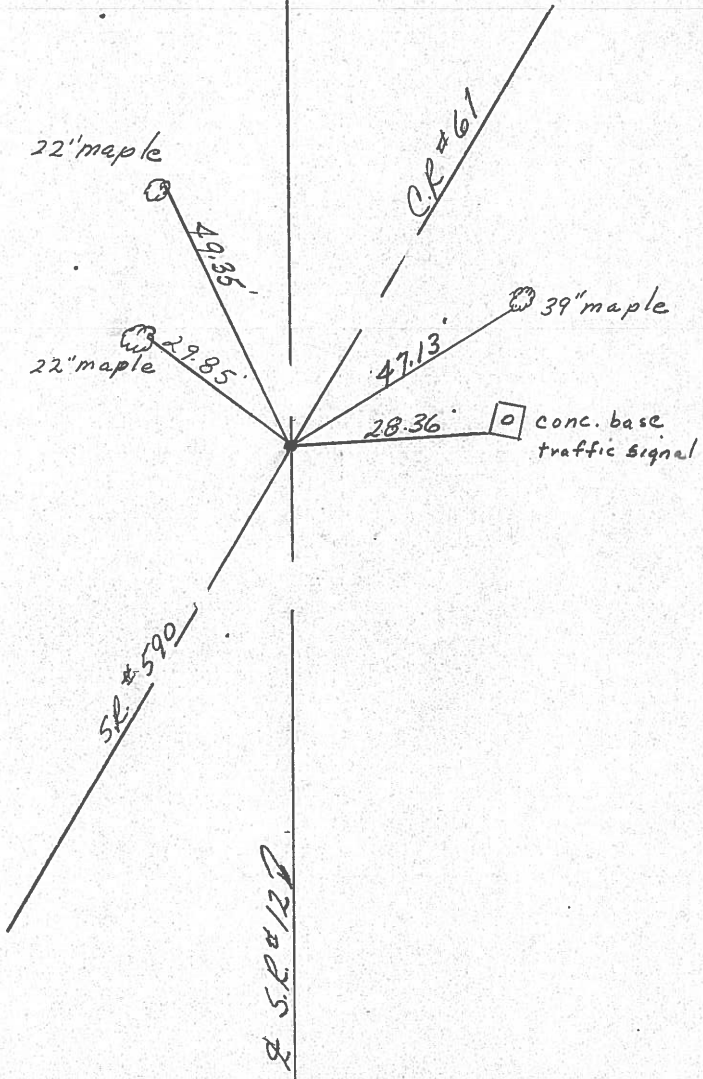 22" maple
C.R. #61
49.35'
39" maple
47.13'
22" maple
29.85'
28.36'
conc. base
traffic signal
S.R. #590
℄ S.R. #12